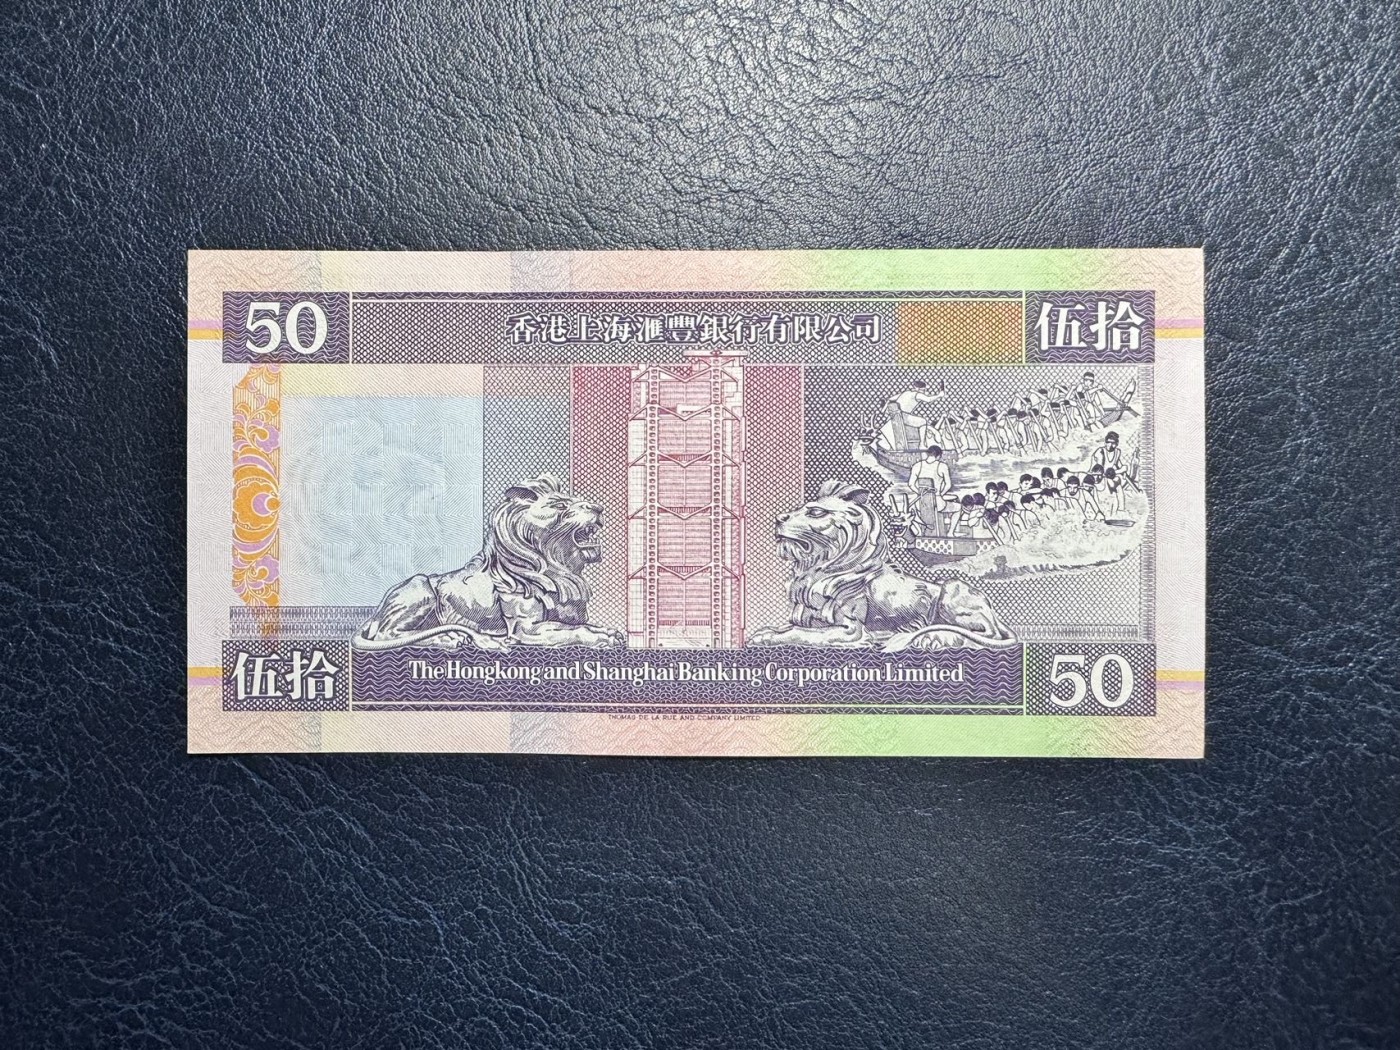 50
香港上海滙豐銀行有限公司
伍拾
伍拾
The Hongkong and Shanghai Banking Corporation Limited
50
THOMAS DE LA RUE AND COMPANY LIMITED